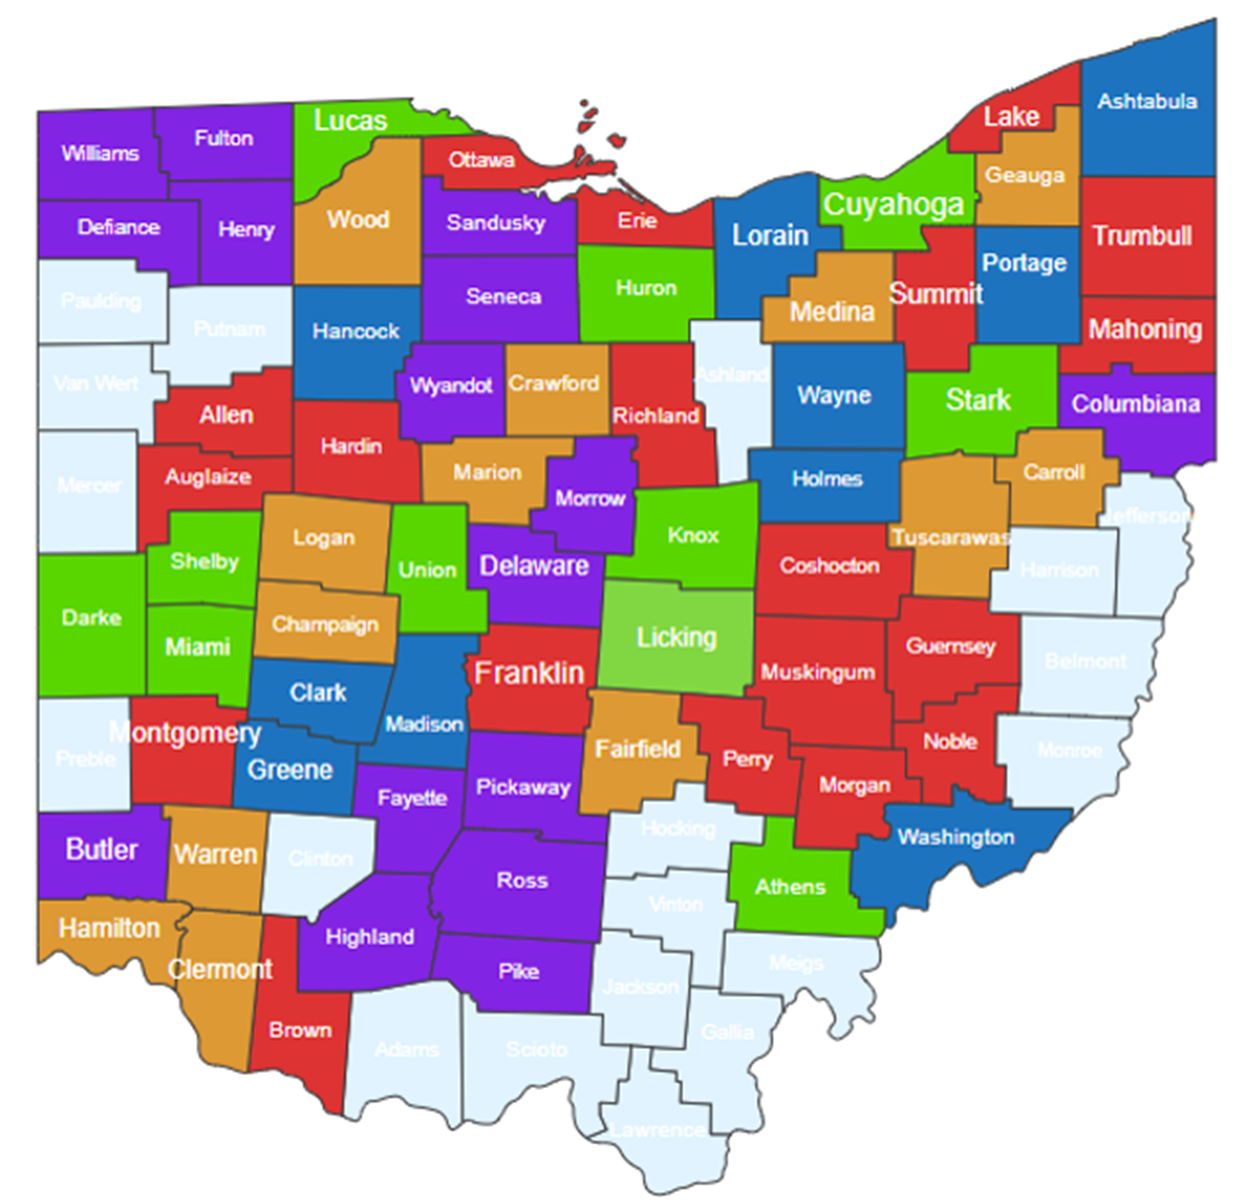 Ashtabula
Lake
Lucas
Fulton
Williams
Ottawa
Geauga
Cuyahoga
Wood
Sandusky
Erie
Defiance
Henry
Lorain
Trumbull
Portage
Huron
Seneca
Summit
Paulding
Medina
Putnam
Hancock
Mahoning
Ashland
Van Wert
Wyandot
Crawford
Wayne
Stark
Columbiana
Allen
Richland
Hardin
Marion
Carroll
Auglaize
Holmes
Mercer
Morrow
Jefferson
Knox
Logan
Tuscarawas
Shelby
Union
Delaware
Coshocton
Harrison
Darke
Champaign
Licking
Miami
Guernsey
Belmont
Franklin
Muskingum
Clark
Madison
Montgomery
Noble
Fairfield
Monroe
Preble
Perry
Greene
Morgan
Pickaway
Fayette
Hocking
Washington
Butler
Warren
Clinton
Ross
Athens
Vinton
Hamilton
Highland
Meigs
Clermont
Pike
Jackson
Brown
Gallia
Adams
Scioto
Lawrence